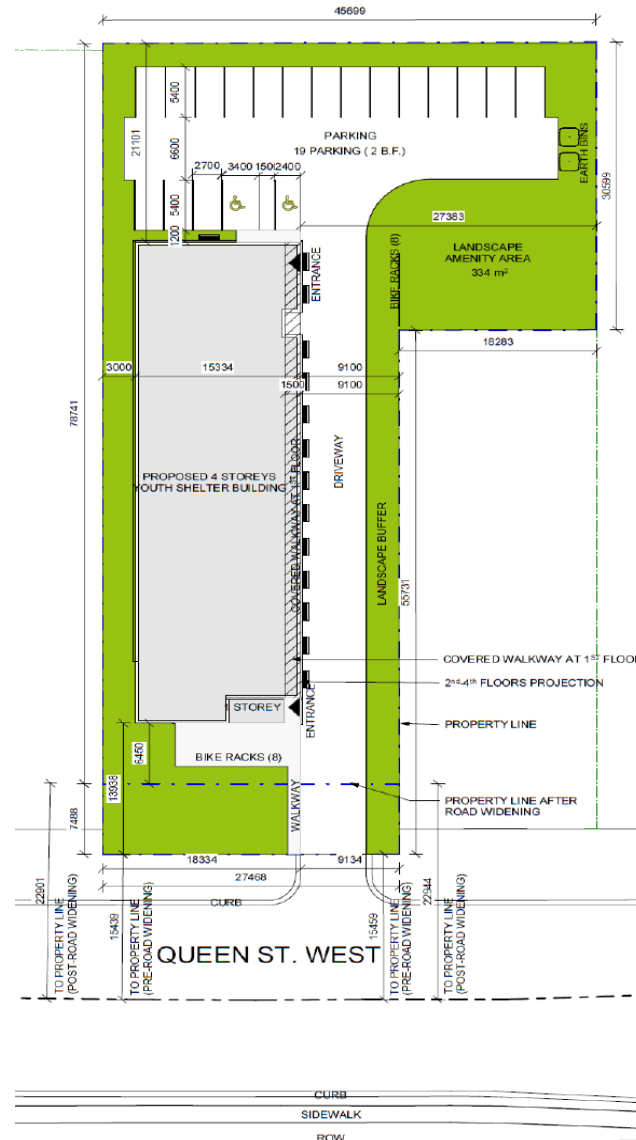 45699
5400
21101
6600
PARKING
19 PARKING ( 2 B.F.)
EARTH BINS
30599
2700
3400
1500
2400
5400
1200
27383
LANDSCAPE
AMENITY AREA
334 m²
BIKE RACKS (8)
ENTRANCE
18283
3000
15334
9100
1500
9100
78741
PROPOSED 4 STOREYS
YOUTH SHELTER BUILDING
COVERED WALKWAY AT 1ST FLOOR
DRIVEWAY
LANDSCAPE BUFFER
55731
COVERED WALKWAY AT 1ST FLOO
2nd-4th FLOORS PROJECTION
1 STOREY
ENTRANCE
PROPERTY LINE
6450
BIKE RACKS (8)
13938
WALKWAY
7488
PROPERTY LINE AFTER
ROAD WIDENING
18334
9134
27468
22901
22944
CURB
15439
15459
TO PROPERTY LINE
(POST-ROAD WIDENING)
TO PROPERTY LINE
(PRE-ROAD WIDENING)
QUEEN ST. WEST
TO PROPERTY LINE
(PRE-ROAD WIDENING)
TO PROPERTY LINE
(POST-ROAD WIDENING)
CURB
SIDEWALK
ROW